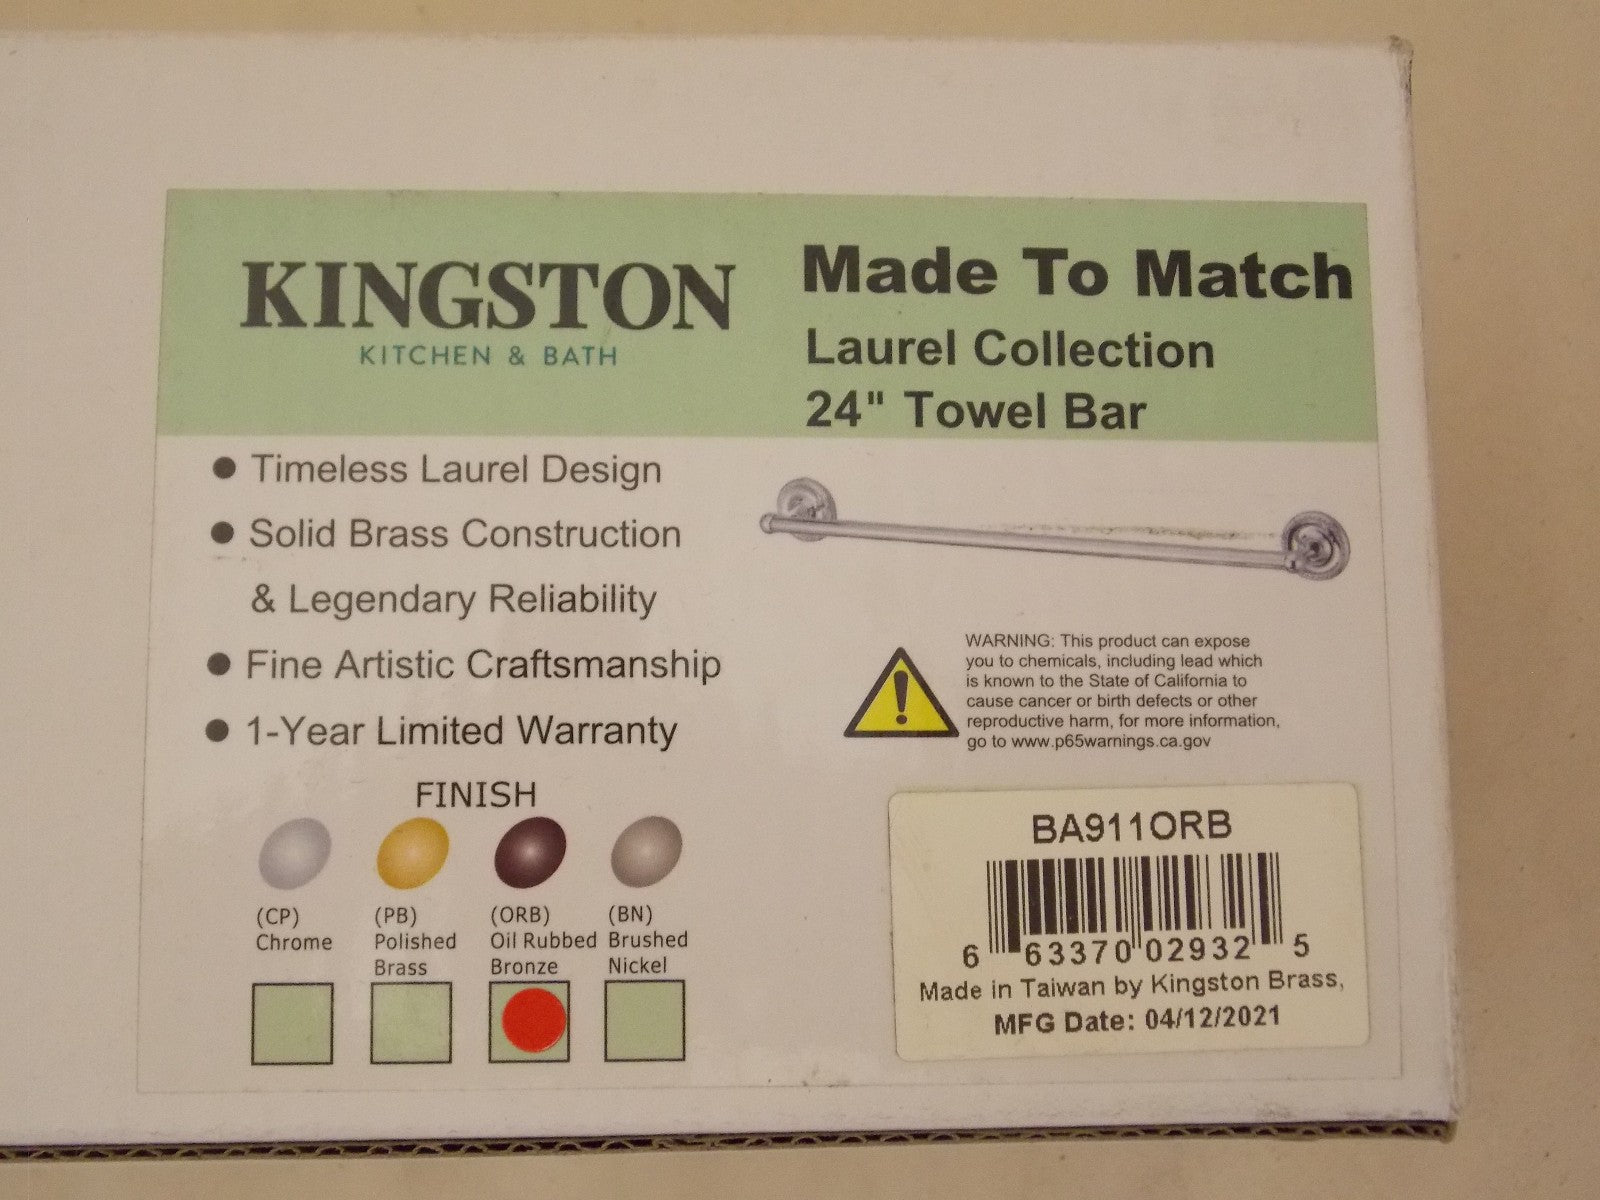 KINGSTON
KITCHEN & BATH
Made To Match
Laurel Collection
24" Towel Bar
● Timeless Laurel Design
● Solid Brass Construction
& Legendary Reliability
● Fine Artistic Craftsmanship
● 1-Year Limited Warranty
WARNING: This product can expose
you to chemicals, including lead which
is known to the State of California to
cause cancer or birth defects or other
reproductive harm, for more information,
go to www.p65warnings.ca.gov
FINISH
(CP)
Chrome
(PB)
Polished
Brass
(ORB)
Oil Rubbed
Bronze
(BN)
Brushed
Nickel
BA911ORB
6 63370 02932 5
Made in Taiwan by Kingston Brass,
MFG Date: 04/12/2021